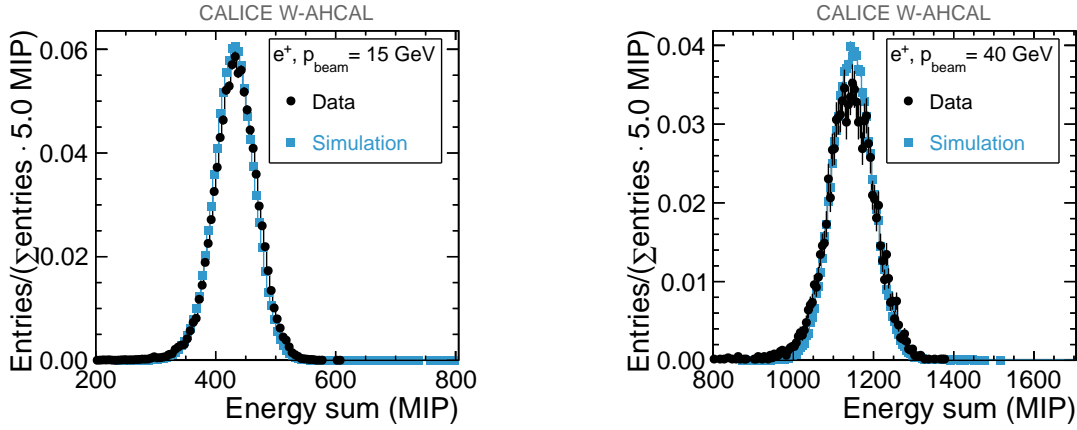 CALICE W-AHCAL
Entries/(∑entries · 5.0 MIP)
0.06
0.04
0.02
0.00
e⁺, p_beam = 15 GeV
Data
Simulation
200 400 600 800
Energy sum (MIP)
CALICE W-AHCAL
Entries/(∑entries · 5.0 MIP)
0.04
0.03
0.02
0.01
0.00
e⁺, p_beam = 40 GeV
Data
Simulation
800 1000 1200 1400 1600
Energy sum (MIP)